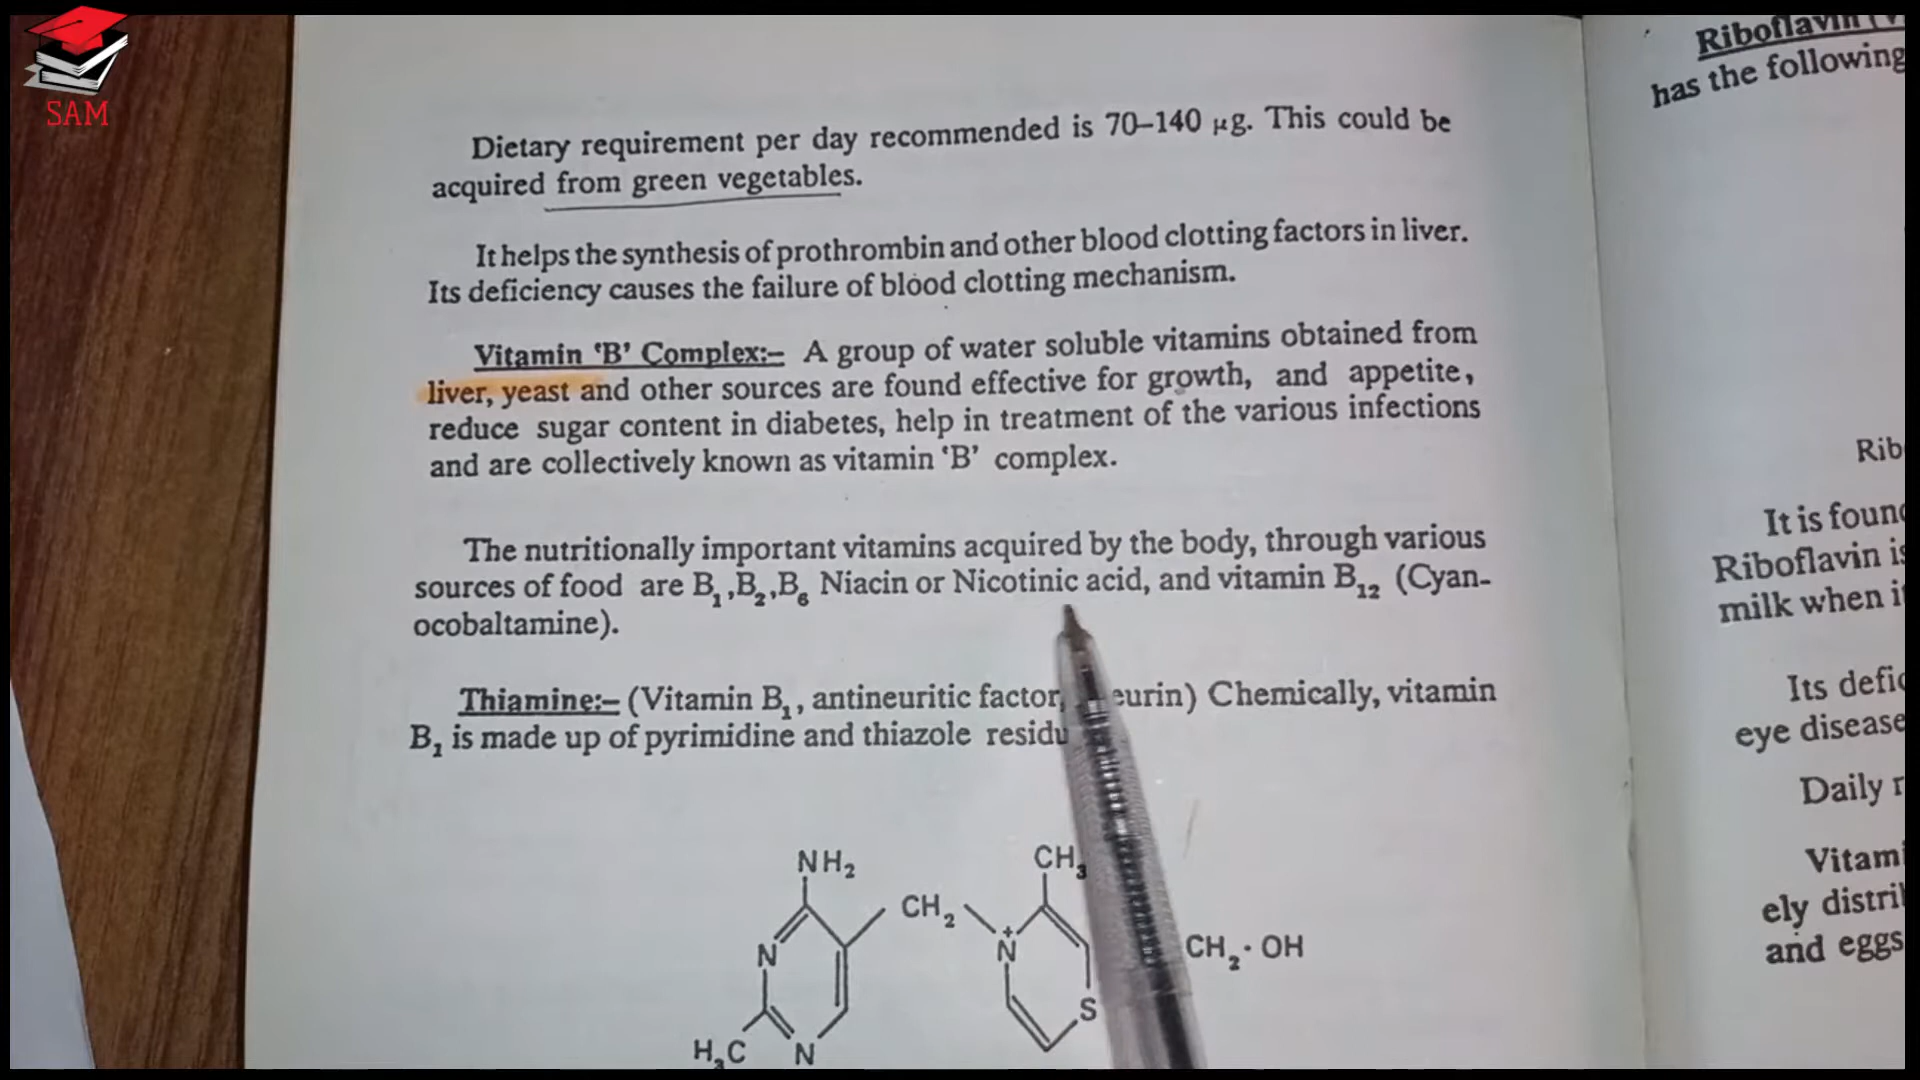 SAM
Dietary requirement per day recommended is 70–140 μg. This could be
acquired from green vegetables.
It helps the synthesis of prothrombin and other blood clotting factors in liver.
Its deficiency causes the failure of blood clotting mechanism.
Vitamin ‘B’ Complex:– A group of water soluble vitamins obtained from
liver, yeast and other sources are found effective for growth, and appetite,
reduce sugar content in diabetes, help in treatment of the various infections
and are collectively known as vitamin ‘B’ complex.
The nutritionally important vitamins acquired by the body, through various
sources of food are B₁,B₂,B₆ Niacin or Nicotinic acid, and vitamin B₁₂ (Cyan-
ocobaltamine).
Thiamine:– (Vitamin B₁, antineuritic factor, eurin) Chemically, vitamin
B₁ is made up of pyrimidine and thiazole residu
NH₂
CH₃
CH₂
N
N⁺
CH₂·OH
S
H₃C
N
Riboflavin (V
has the following
Rib
It is foun
Riboflavin is
milk when i
Its defic
eye disease
Daily r
Vitami
ely distril
and eggs